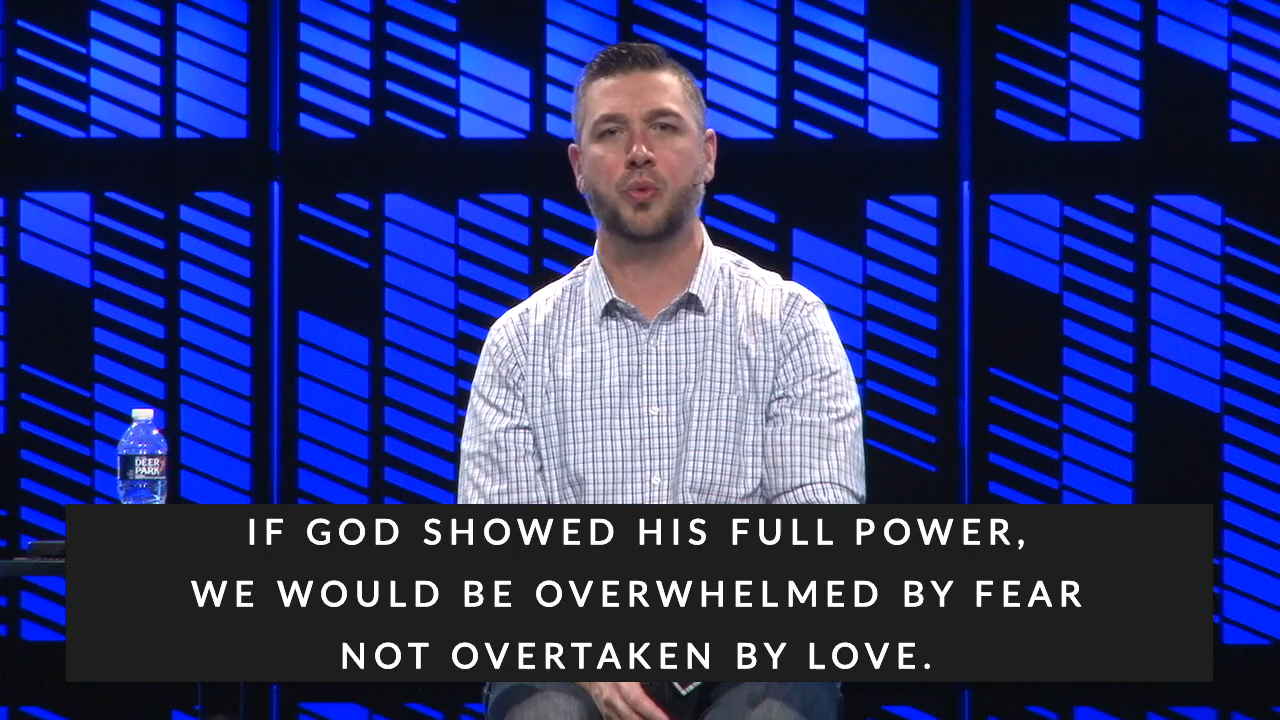 DEER
PARK
IF GOD SHOWED HIS FULL POWER,
WE WOULD BE OVERWHELMED BY FEAR
NOT OVERTAKEN BY LOVE.